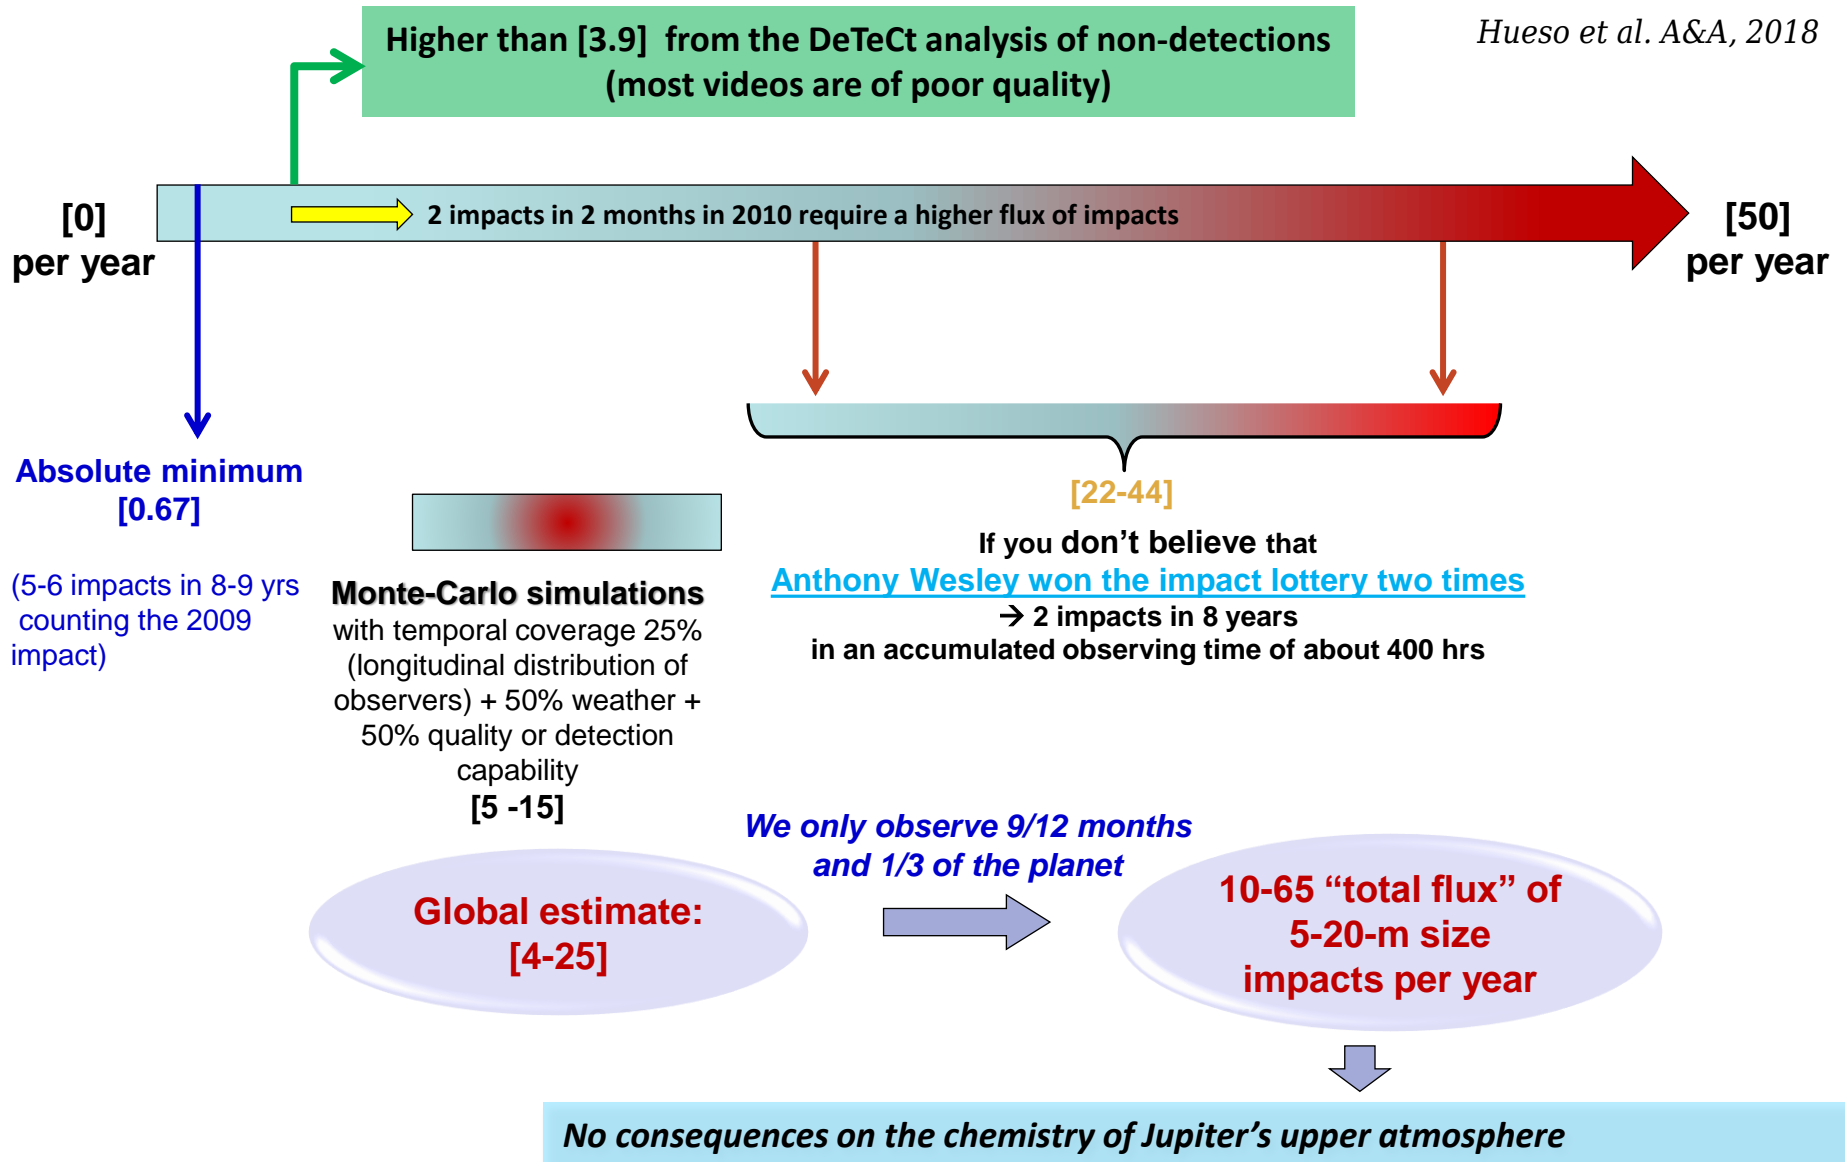 Higher than [3.9]  from the DeTeCt analysis of non-detections
(most videos are of poor quality)
Hueso et al. A&A, 2018
[0]
per year
2 impacts in 2 months in 2010 require a higher flux of impacts
[50]
per year
Absolute minimum
[0.67]
(5-6 impacts in 8-9 yrs
counting the 2009
impact)
Monte-Carlo simulations
with temporal coverage 25%
(longitudinal distribution of
observers) + 50% weather +
50% quality or detection
capability
[5 -15]
[22-44]
If you don’t believe that
Anthony Wesley won the impact lottery two times
→ 2 impacts in 8 years
in an accumulated observing time of about 400 hrs
Global estimate:
[4-25]
We only observe 9/12 months
and 1/3 of the planet
10-65 “total flux” of
5-20-m size
impacts per year
No consequences on the chemistry of Jupiter’s upper atmosphere